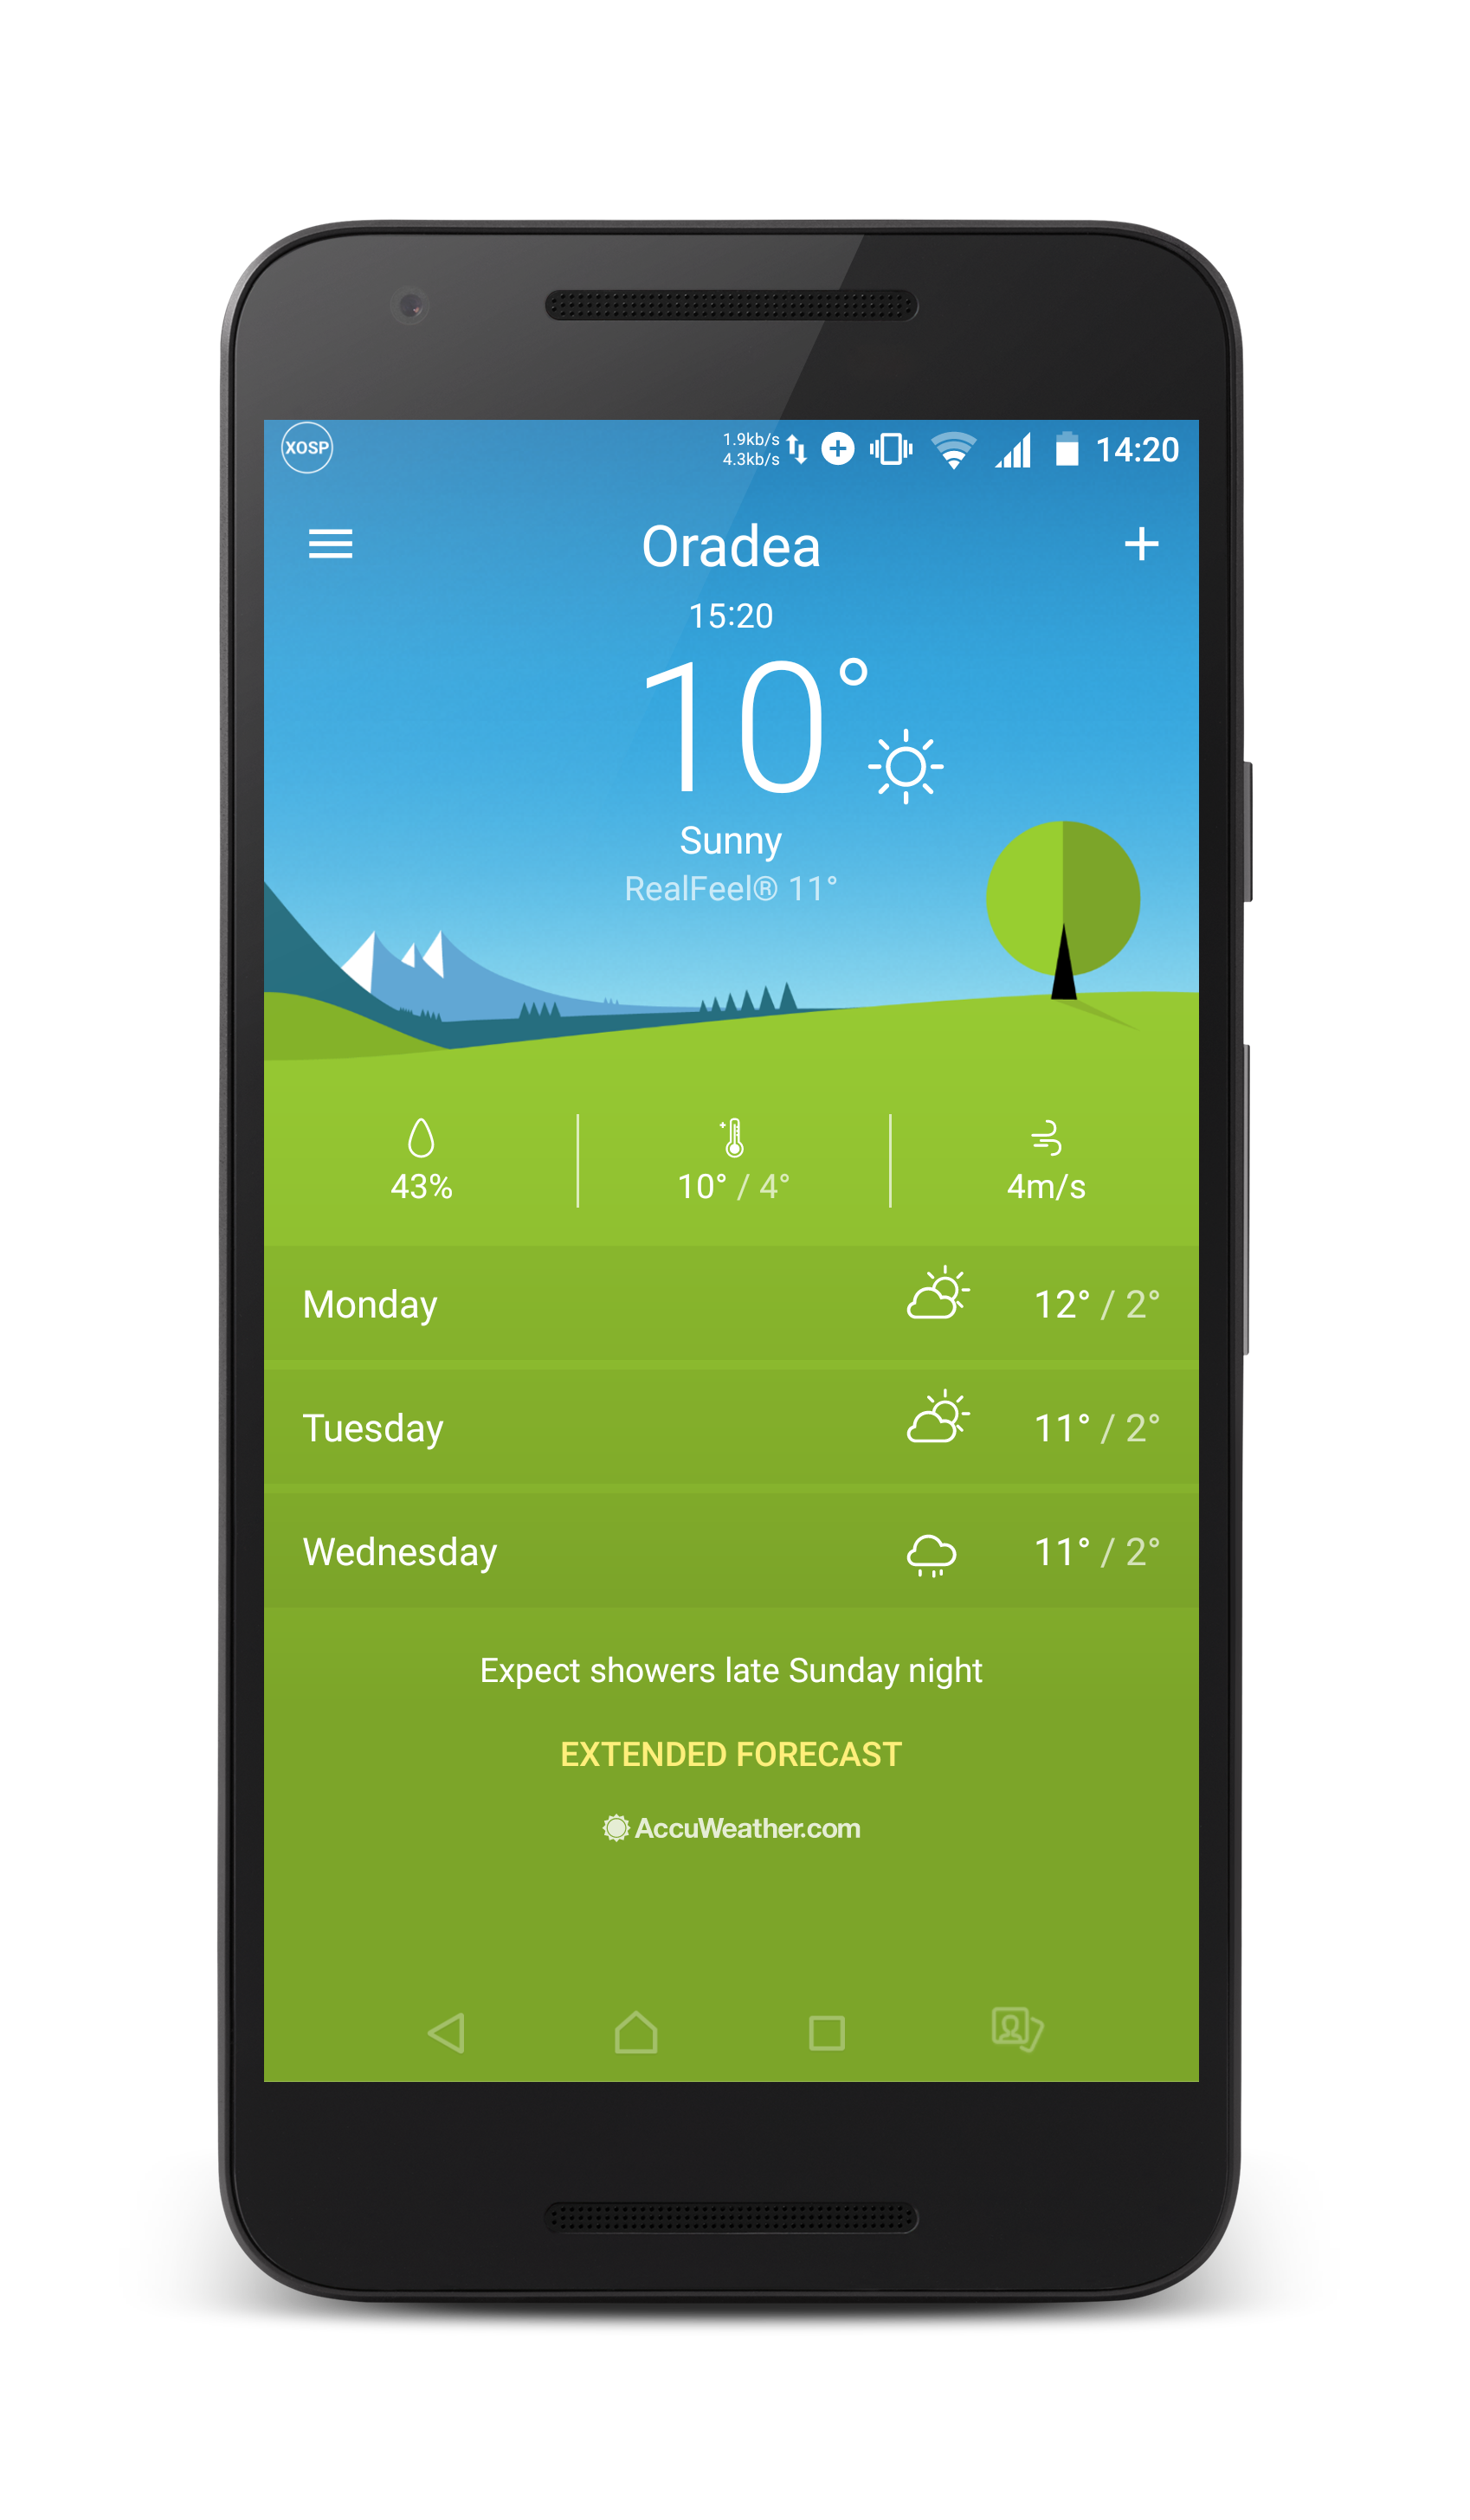 XOSP
1.9kb/s
4.3kb/s
14:20
Oradea
15:20
10°
Sunny
RealFeel® 11°
43%
10° / 4°
4m/s
Monday 12° / 2°
Tuesday 11° / 2°
Wednesday 11° / 2°
Expect showers late Sunday night
EXTENDED FORECAST
AccuWeather.com